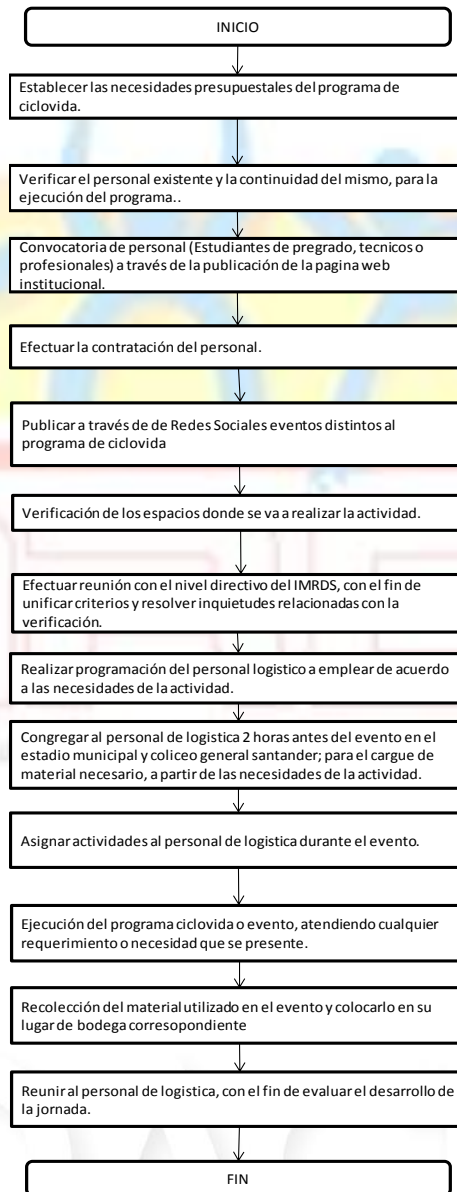 INICIO
Establecer las necesidades presupuestales del programa de
ciclovida.
Verificar el personal existente y la continuidad del mismo, para la
ejecución del programa..
Convocatoria de personal (Estudiantes de pregrado, tecnicos o
profesionales) a través de la publicación de la pagina web
institucional.
Efectuar la contratación del personal.
Publicar a través de de Redes Sociales eventos distintos al
programa de ciclovida
Verificación de los espacios donde se va a realizar la actividad.
Efectuar reunión con el nivel directivo del IMRDS, con el fin de
unificar criterios y resolver inquietudes relacionadas con la
verificación.
Realizar programación del personal logistico a emplear de acuerdo
a las necesidades de la actividad.
Congregar al personal de logistica 2 horas antes del evento en el
estadio municipal y coliceo general santander; para el cargue de
material necesario, a partir de las necesidades de la actividad.
Asignar actividades al personal de logistica durante el evento.
Ejecución del programa ciclovida o evento, atendiendo cualquier
requerimiento o necesidad que se presente.
Recolección del material utilizado en el evento y colocarlo en su
lugar de bodega corresopondiente
Reunir al personal de logistica, con el fin de evaluar el desarrollo de
la jornada.
FIN